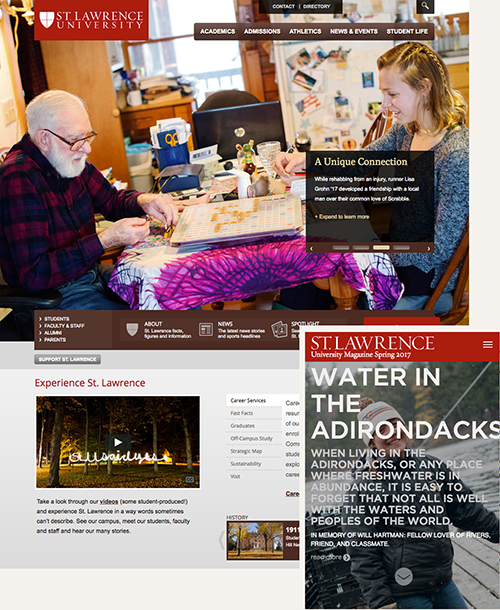 ST. LAWRENCE
UNIVERSITY
CONTACT | DIRECTORY
ACADEMICS ADMISSIONS ATHLETICS NEWS & EVENTS STUDENT LIFE
A Unique Connection
While rehabbing from an injury, runner Lisa
Grohn '17 developed a friendship with a local
man over their common love of Scrabble.
+ Expand to learn more
STUDENTS
FACULTY & STAFF
ALUMNI
PARENTS
ABOUT
St. Lawrence facts,
figures and information
NEWS
The latest news stories
and sports headlines
SPOTLIGHT
SUPPORT ST. LAWRENCE
Experience St. Lawrence
Take a look through our videos (some student-produced!)
and experience St. Lawrence in a way words sometimes
can't describe. See our campus, meet our students, faculty
and staff and hear our many stories.
Career Services
Fast Facts
Graduates
Off-Campus Study
Strategic Map
Sustainability
Visit
HISTORY
1911
ST. LAWRENCE
University Magazine Spring 2017
WATER IN
THE
ADIRONDACKS
WHEN LIVING IN THE
ADIRONDACKS, OR ANY PLACE
WHERE FRESHWATER IS IN
ABUNDANCE, IT IS EASY TO
FORGET THAT NOT ALL IS WELL
WITH THE WATERS AND
PEOPLES OF THE WORLD.
IN MEMORY OF WILL HARTMAN: FELLOW LOVER OF RIVERS,
FRIEND, AND CLASSMATE.
read more